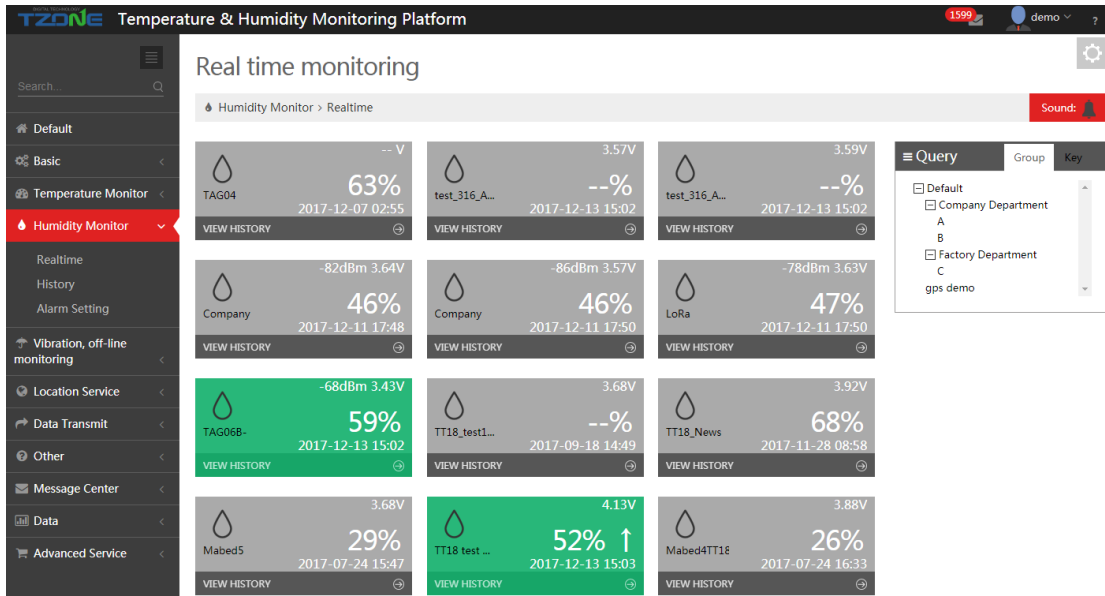 DIGITAL TECHNOLOGY
TZONE
Temperature & Humidity Monitoring Platform
1599
demo
?
Search...
Default
Basic
Temperature Monitor
Humidity Monitor
Realtime
History
Alarm Setting
Vibration, off-line
monitoring
Location Service
Data Transmit
Other
Message Center
Data
Advanced Service
Real time monitoring
Humidity Monitor > Realtime
Sound:
-- V
63%
TAG04
2017-12-07 02:55
VIEW HISTORY
3.57V
--%
test_316_A...
2017-12-13 15:02
VIEW HISTORY
3.59V
--%
test_316_A...
2017-12-13 15:02
VIEW HISTORY
-82dBm 3.64V
46%
Company
2017-12-11 17:48
VIEW HISTORY
-86dBm 3.57V
46%
Company
2017-12-11 17:50
VIEW HISTORY
-78dBm 3.63V
47%
LoRa
2017-12-11 17:50
VIEW HISTORY
-68dBm 3.43V
59%
TAG06B-
2017-12-13 15:02
VIEW HISTORY
3.68V
--%
TT18_test1...
2017-09-18 14:49
VIEW HISTORY
3.92V
68%
TT18_News
2017-11-28 08:58
VIEW HISTORY
3.68V
29%
Mabed5
2017-07-24 15:47
VIEW HISTORY
4.13V
52% ↑
TT18 test ...
2017-12-13 15:03
VIEW HISTORY
3.88V
26%
Mabed4TT18
2017-07-24 16:33
VIEW HISTORY
Query
Group
Key
Default
Company Department
A
B
Factory Department
C
gps demo